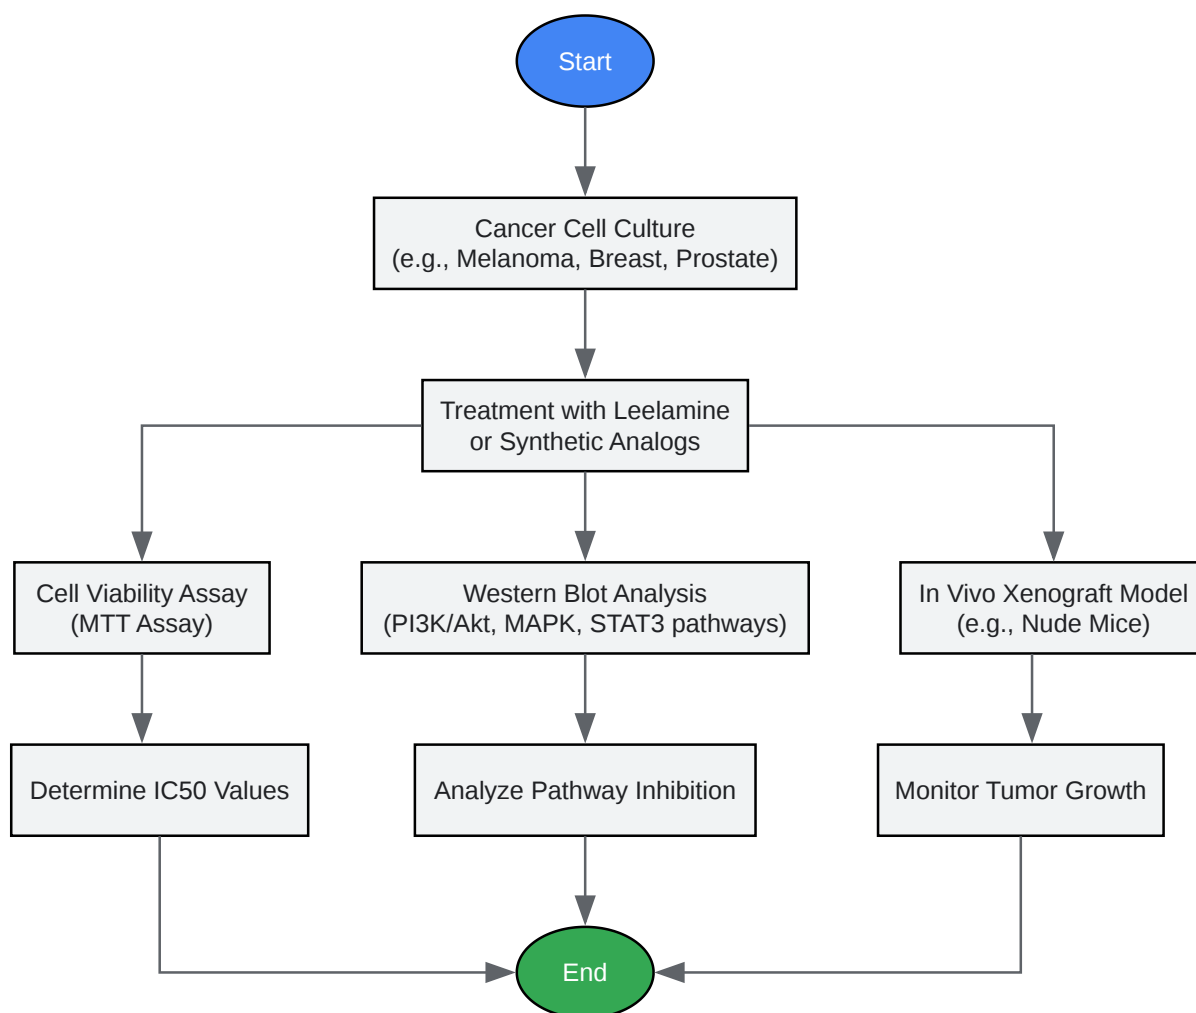 Start
Cancer Cell Culture
(e.g., Melanoma, Breast, Prostate)
Treatment with Leelamine
or Synthetic Analogs
Cell Viability Assay
(MTT Assay)
Western Blot Analysis
(PI3K/Akt, MAPK, STAT3 pathways)
In Vivo Xenograft Model
(e.g., Nude Mice)
Determine IC50 Values
Analyze Pathway Inhibition
Monitor Tumor Growth
End